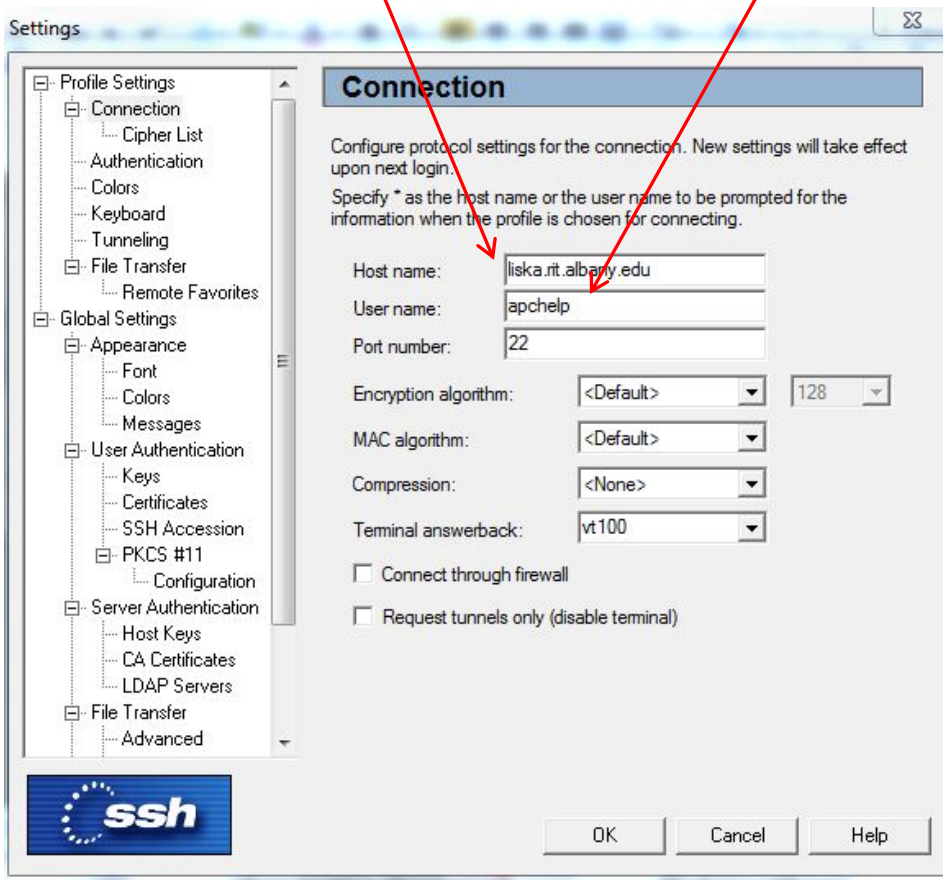 Settings
Profile Settings
Connection
Cipher List
Authentication
Colors
Keyboard
Tunneling
File Transfer
Remote Favorites
Global Settings
Appearance
Font
Colors
Messages
User Authentication
Keys
Certificates
SSH Accession
PKCS #11
Configuration
Server Authentication
Host Keys
CA Certificates
LDAP Servers
File Transfer
Advanced
ssh
Connection
Configure protocol settings for the connection. New settings will take effect
upon next login.
Specify * as the host name or the user name to be prompted for the
information when the profile is chosen for connecting.
Host name: liska.rit.albany.edu
User name: apchelp
Port number: 22
Encryption algorithm: <Default> 128
MAC algorithm: <Default>
Compression: <None>
Terminal answerback: vt100
Connect through firewall
Request tunnels only (disable terminal)
OK Cancel Help